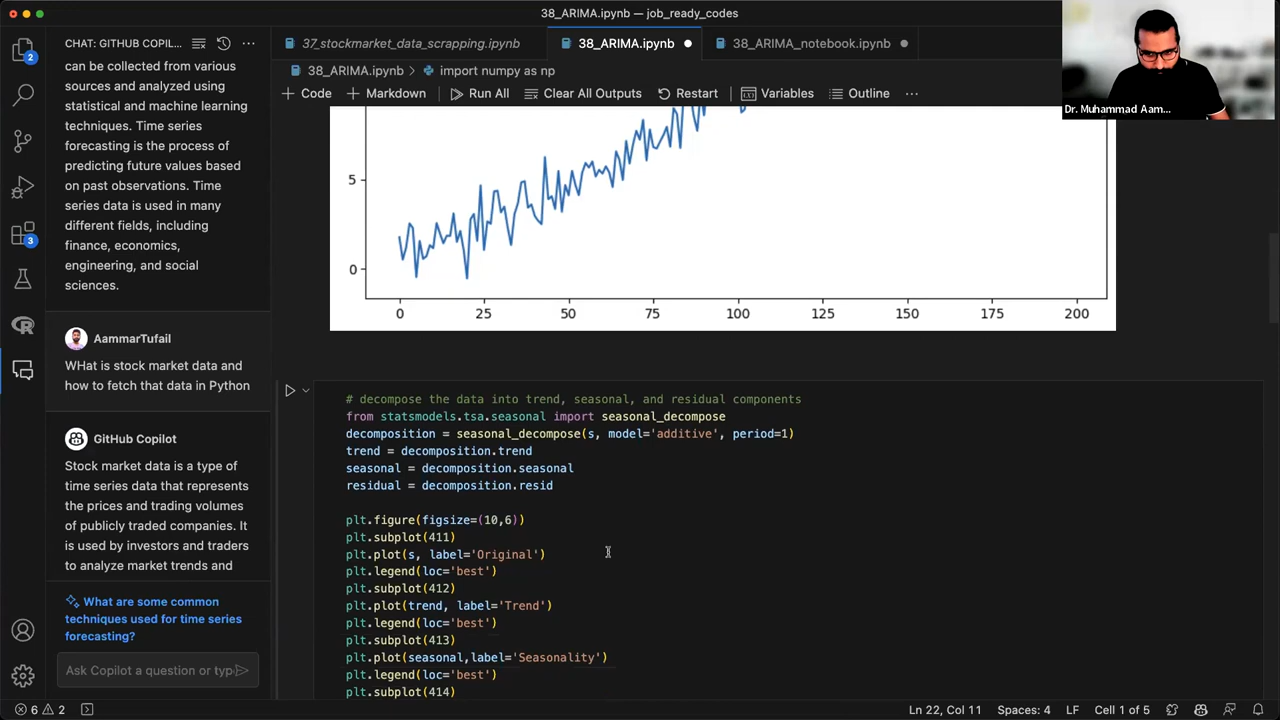 38_ARIMA.ipynb — job_ready_codes
CHAT: GITHUB COPIL...
37_stockmarket_data_scrapping.ipynb
38_ARIMA.ipynb
38_ARIMA_notebook.ipynb
38_ARIMA.ipynb > import numpy as np
+ Code + Markdown Run All Clear All Outputs Restart Variables Outline ...
Dr. Muhammad Aam...
2
3
can be collected from various
sources and analyzed using
statistical and machine learning
techniques. Time series
forecasting is the process of
predicting future values based
on past observations. Time
series data is used in many
different fields, including
finance, economics,
engineering, and social
sciences.
AammarTufail
WHat is stock market data and
how to fetch that data in Python
GitHub Copilot
Stock market data is a type of
time series data that represents
the prices and trading volumes
of publicly traded companies. It
is used by investors and traders
to analyze market trends and
What are some common
techniques used for time series
forecasting?
Ask Copilot a question or typ
5
0
0 25 50 75 100 125 150 175 200
# decompose the data into trend, seasonal, and residual components
from statsmodels.tsa.seasonal import seasonal_decompose
decomposition = seasonal_decompose(s, model='additive', period=1)
trend = decomposition.trend
seasonal = decomposition.seasonal
residual = decomposition.resid
plt.figure(figsize=(10,6))
plt.subplot(411)
plt.plot(s, label='Original')
plt.legend(loc='best')
plt.subplot(412)
plt.plot(trend, label='Trend')
plt.legend(loc='best')
plt.subplot(413)
plt.plot(seasonal,label='Seasonality')
plt.legend(loc='best')
plt.subplot(414)
6 2
Ln 22, Col 11 Spaces: 4 LF Cell 1 of 5